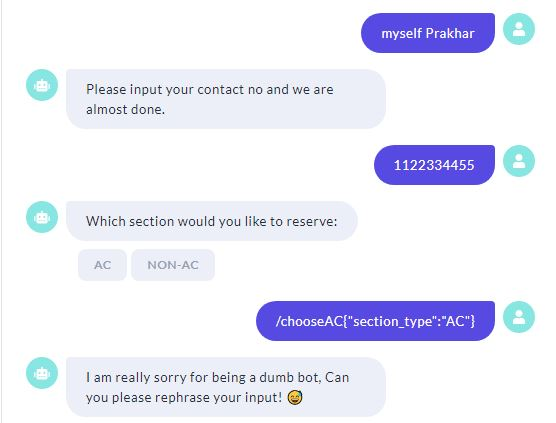 myself Prakhar
Please input your contact no and we are
almost done.
1122334455
Which section would you like to reserve:
AC NON-AC
/chooseAC{"section_type":"AC"}
I am really sorry for being a dumb bot, Can
you please rephrase your input! 😅